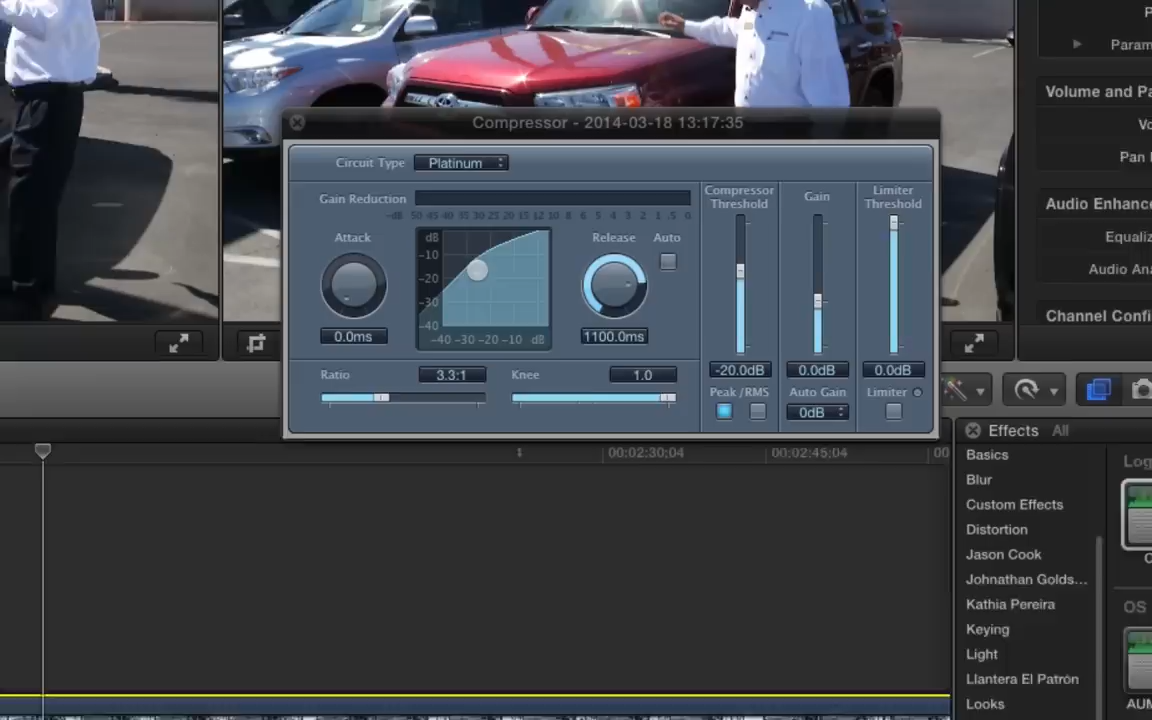 Param
Volume and Pa
Vo
Pan
Audio Enhance
Equaliz
Audio Ana
Channel Confi
Compressor - 2014-03-18 13:17:35
Circuit Type Platinum
Gain Reduction
-dB 50 45 40 35 30 25 20 15 12 10 8 6 5 4 3 2 1 .5 0
Attack
0.0ms
dB
-10
-20
-30
-40
-40 -30 -20 -10 dB
Release
Auto
1100.0ms
Ratio 3.3:1
Knee 1.0
Compressor Threshold
-20.0dB
Peak / RMS
Gain
0.0dB
Auto Gain
0dB
Limiter Threshold
0.0dB
Limiter
00:02:30;04
00:02:45;04
00
Effects All
Basics
Blur
Custom Effects
Distortion
Jason Cook
Johnathan Golds...
Kathia Pereira
Keying
Light
Llantera El Patrón
Looks
Log
OS
AUM